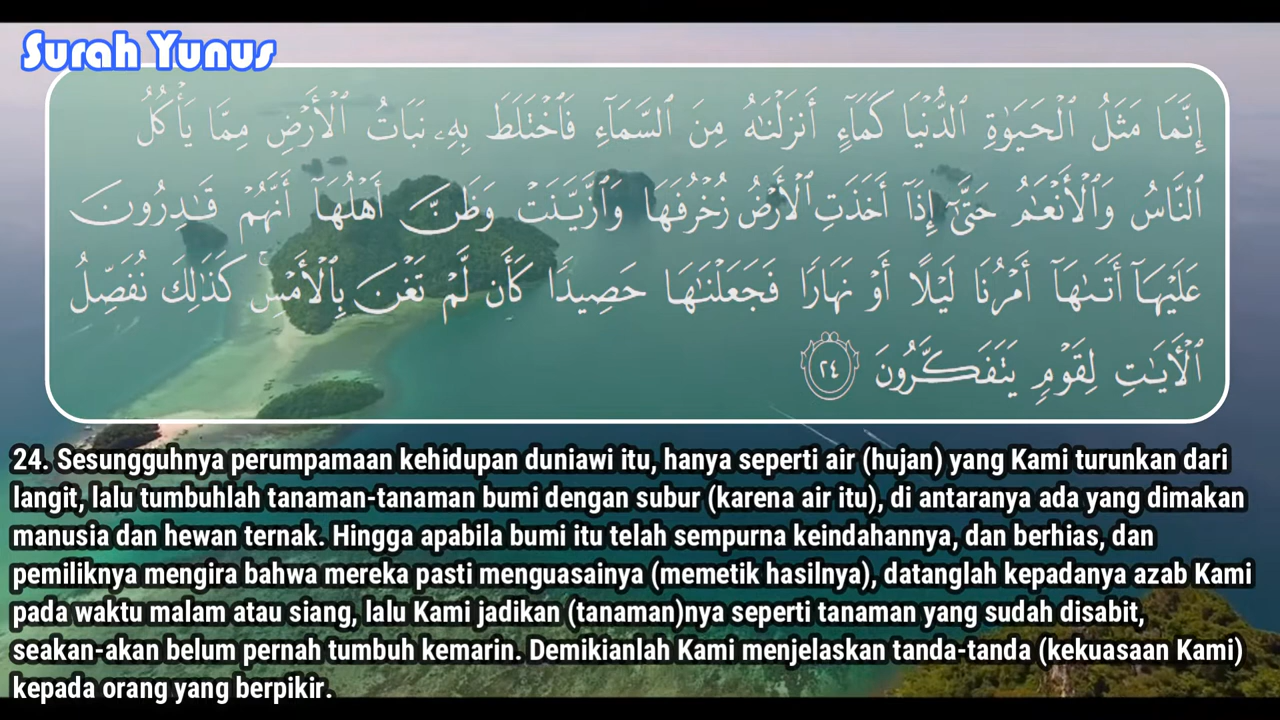 Surah Yunus
إِنَّمَا مَثَلُ ٱلْحَيَوٰةِ ٱلدُّنْيَا كَمَآءٍ أَنزَلْنَٰهُ مِنَ ٱلسَّمَآءِ فَٱخْتَلَطَ بِهِۦ نَبَاتُ ٱلْأَرْضِ مِمَّا يَأْكُلُ
ٱلنَّاسُ وَٱلْأَنْعَٰمُ حَتَّىٰٓ إِذَآ أَخَذَتِ ٱلْأَرْضُ زُخْرُفَهَا وَٱزَّيَّنَتْ وَظَنَّ أَهْلُهَآ أَنَّهُمْ قَٰدِرُونَ
عَلَيْهَآ أَتَىٰهَآ أَمْرُنَا لَيْلًا أَوْ نَهَارًا فَجَعَلْنَٰهَا حَصِيدًا كَأَن لَّمْ تَغْنَ بِٱلْأَمْسِ ۚ كَذَٰلِكَ نُفَصِّلُ
ٱلْءَايَٰتِ لِقَوْمٍ يَتَفَكَّرُونَ ٢٤
24. Sesungguhnya perumpamaan kehidupan duniawi itu, hanya seperti air (hujan) yang Kami turunkan dari
langit, lalu tumbuhlah tanaman-tanaman bumi dengan subur (karena air itu), di antaranya ada yang dimakan
manusia dan hewan ternak. Hingga apabila bumi itu telah sempurna keindahannya, dan berhias, dan
pemiliknya mengira bahwa mereka pasti menguasainya (memetik hasilnya), datanglah kepadanya azab Kami
pada waktu malam atau siang, lalu Kami jadikan (tanaman)nya seperti tanaman yang sudah disabit,
seakan-akan belum pernah tumbuh kemarin. Demikianlah Kami menjelaskan tanda-tanda (kekuasaan Kami)
kepada orang yang berpikir.